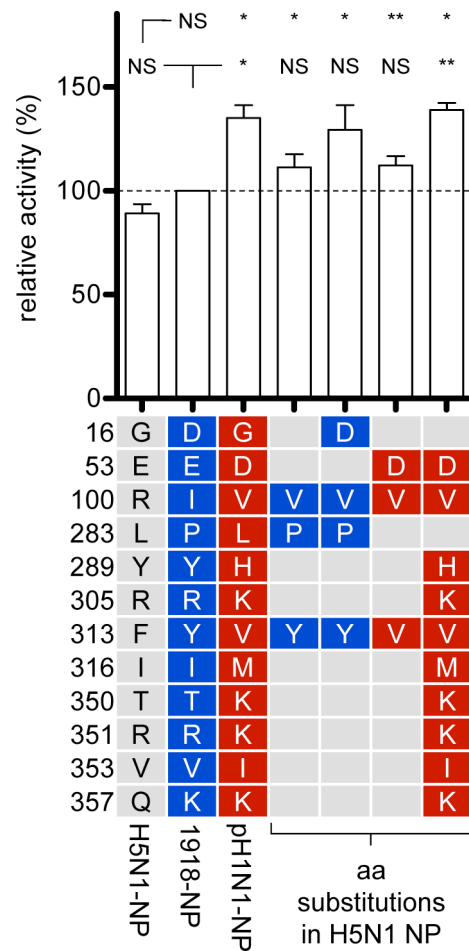 NS * * * ** *
NS * NS NS NS **
relative activity (%)
150
100
50
0
16 G D G D
53 E E D D D
100 R I V V V V V
283 L P L P P
289 Y Y H H
305 R R K K
313 F Y V Y Y V V
316 I I M M
350 T T K K
351 R R K K
353 V V I I
357 Q K K K
H5N1-NP
1918-NP
pH1N1-NP
aa
substitutions
in H5N1 NP